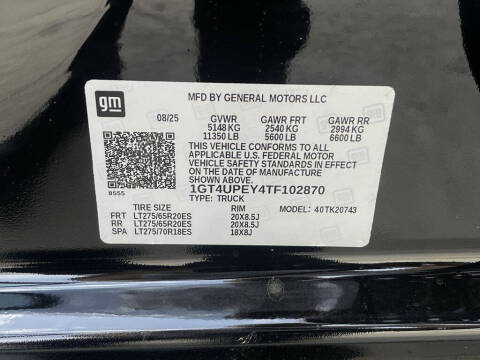 gm
MFD BY GENERAL MOTORS LLC
08/25 GVWR GAWR FRT GAWR RR
5148 KG 2540 KG 2994 KG
11350 LB 5600 LB 6600 LB
THIS VEHICLE CONFORMS TO ALL
APPLICABLE U.S. FEDERAL MOTOR
VEHICLE SAFETY STANDARDS IN EFFECT
ON THE DATE OF MANUFACTURE SHOWN ABOVE.
1GT4UPEY4TF102870
TYPE: TRUCK
TIRE SIZE RIM MODEL: 40TK20743
FRT LT275/65R20ES 20X8.5J
RR LT275/65R20ES 20X8.5J
SPA LT275/70R18ES 18X8J